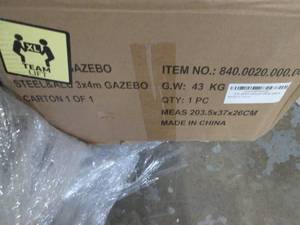 XL
TEAM
LIFT
GAZEBO
STEEL&ALU 3x4m GAZEBO
CARTON 1 OF 1
ITEM NO.: 840.0020.000.0
G.W: 43 KG
QTY: 1 PC
MEAS 203.5x37x26CM
MADE IN CHINA